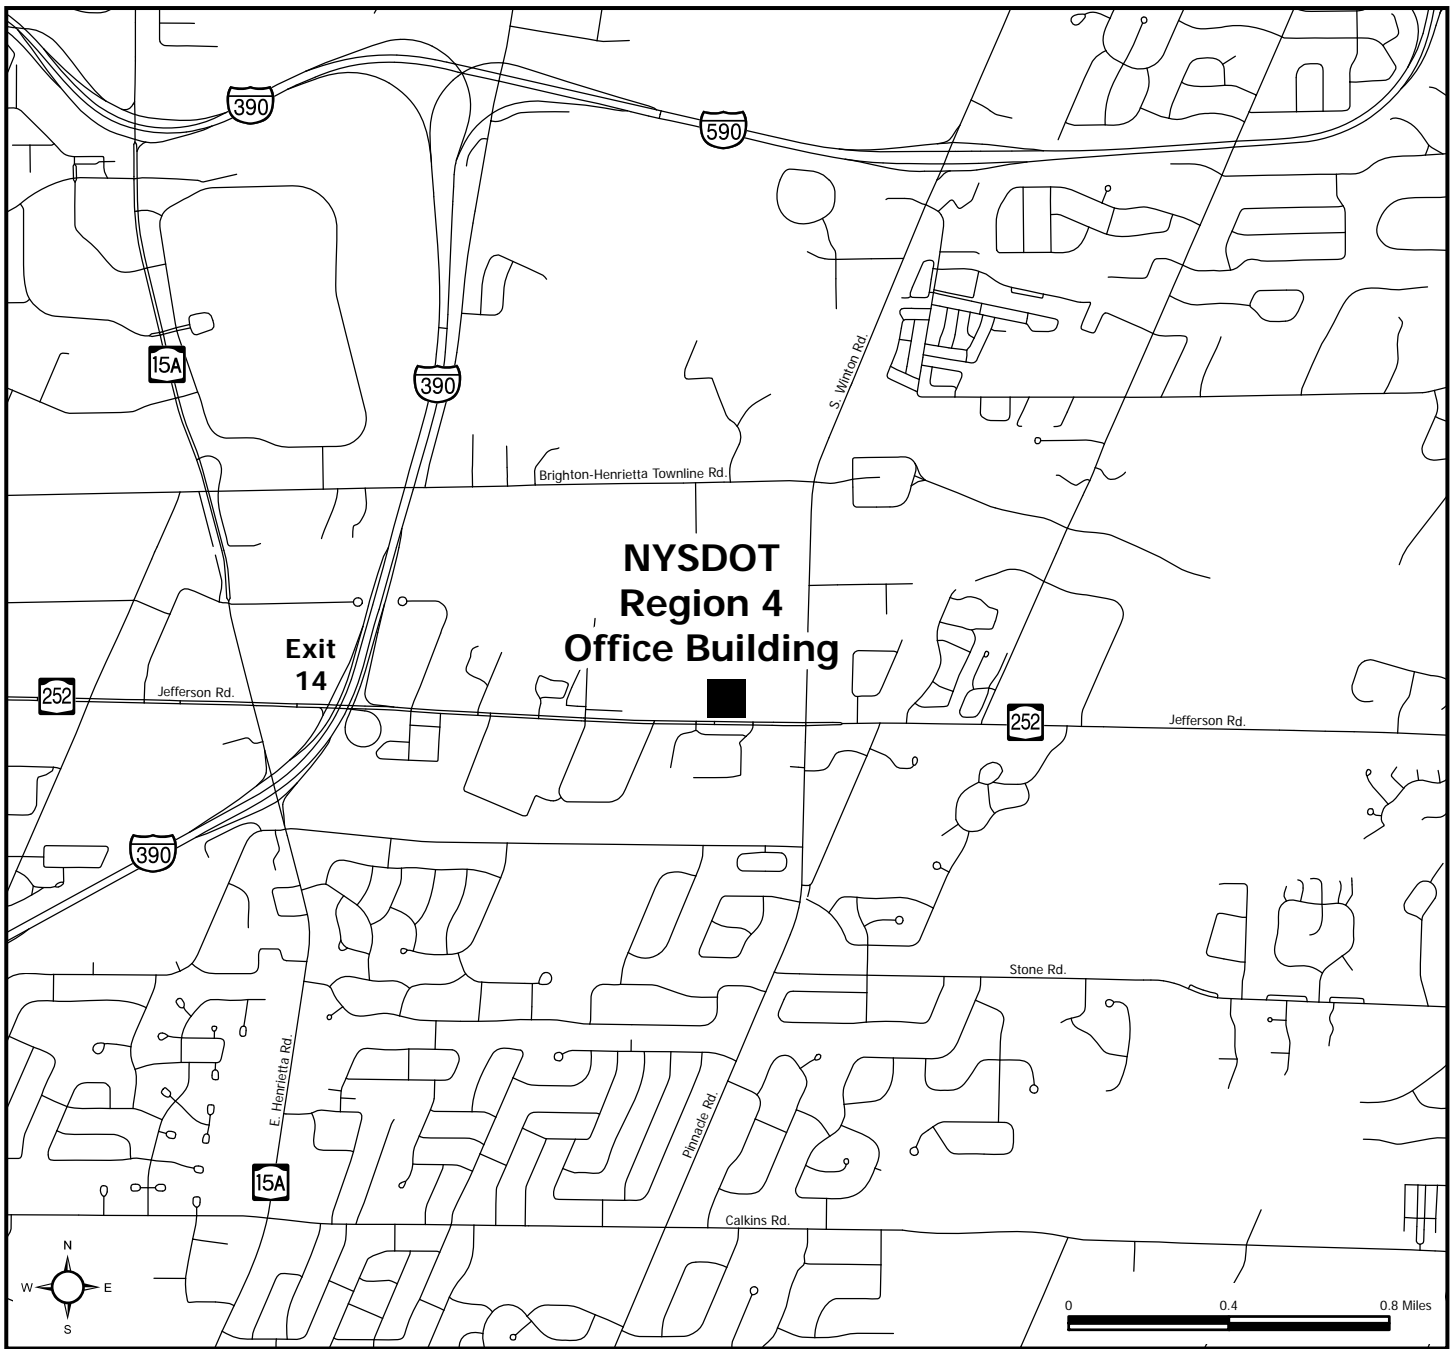 390
590
15A
S. Winton Rd.
390
Brighton-Henrietta Townline Rd.
NYSDOT
Region 4
Office Building
Exit
14
252
Jefferson Rd.
252
Jefferson Rd.
390
Stone Rd.
E. Henrietta Rd.
Pinnacle Rd.
15A
Calkins Rd.
N
W E
S
0 0.4 0.8 Miles